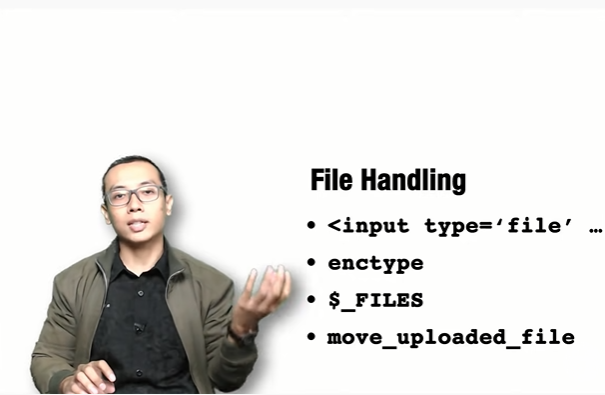 File Handling
• <input type=‘file’ …
• enctype
• $_FILES
• move_uploaded_file